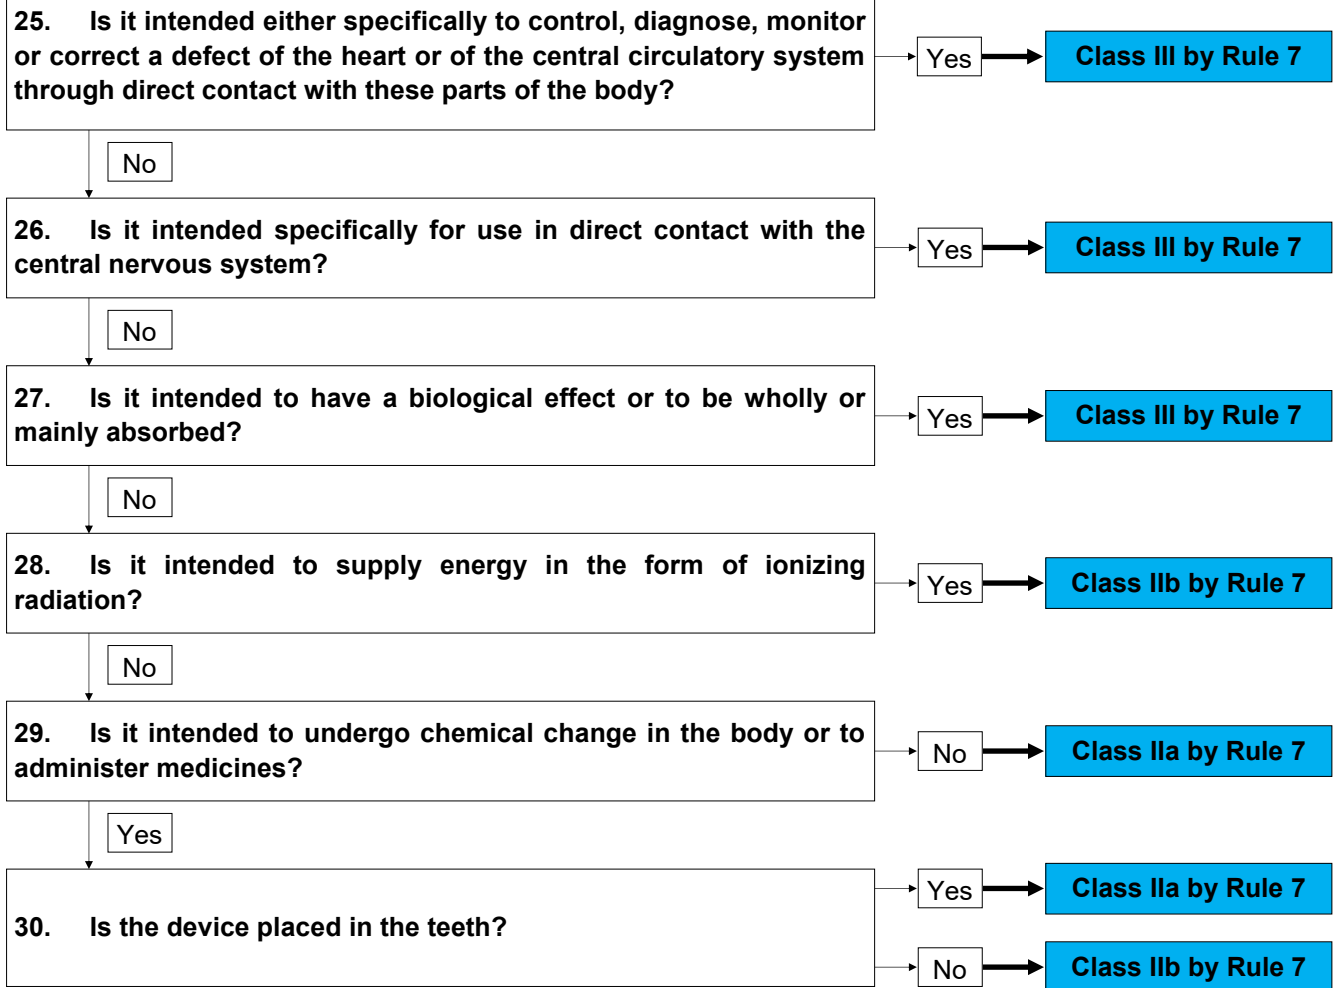 25. Is it intended either specifically to control, diagnose, monitor
or correct a defect of the heart or of the central circulatory system
through direct contact with these parts of the body?
Yes
Class III by Rule 7
No
26. Is it intended specifically for use in direct contact with the
central nervous system?
Yes
Class III by Rule 7
No
27. Is it intended to have a biological effect or to be wholly or
mainly absorbed?
Yes
Class III by Rule 7
No
28. Is it intended to supply energy in the form of ionizing
radiation?
Yes
Class IIb by Rule 7
No
29. Is it intended to undergo chemical change in the body or to
administer medicines?
No
Class IIa by Rule 7
Yes
30. Is the device placed in the teeth?
Yes
Class IIa by Rule 7
No
Class IIb by Rule 7